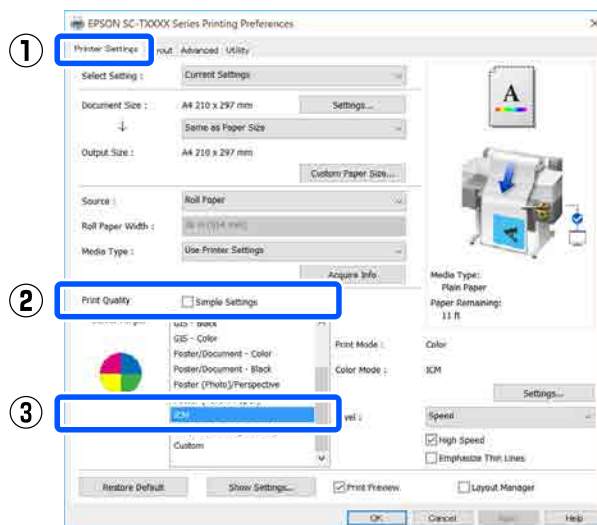 EPSON SC-TXXXX Series Printing Preferences
① Printer Settings out Advanced Utility
Select Setting : Current Settings
Document Size : A4 210 x 297 mm Settings...
Same as Paper Size
Output Size : A4 210 x 297 mm
Custom Paper Size...
Source : Roll Paper
Roll Paper Width :
Media Type : Use Printer Settings
Acquire Info
A
Media Type:
Plain Paper
Paper Remaining:
11 ft
② Print Quality Simple Settings
GIS - Black
GIS - Color
Poster/Document - Color
Poster/Document - Black
Poster (Photo)/Perspective
③ ICM
Custom
Print Mode : Color
Color Mode : ICM
Settings...
vel : Speed
High Speed
Emphasize Thin Lines
Restore Default Show Settings... Print Preview Layout Manager
OK Cancel Help